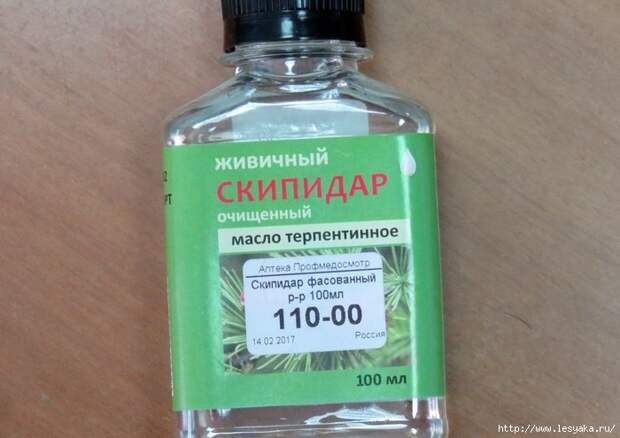 живичный
СКИПИДАР
очищенный
масло терпентинное
Аптека Профмедосмотр
Скипидар фасованный
р-р 100мл
110-00
14.02.2017 Россия
100 мл
http://www.lesyaka.ru/